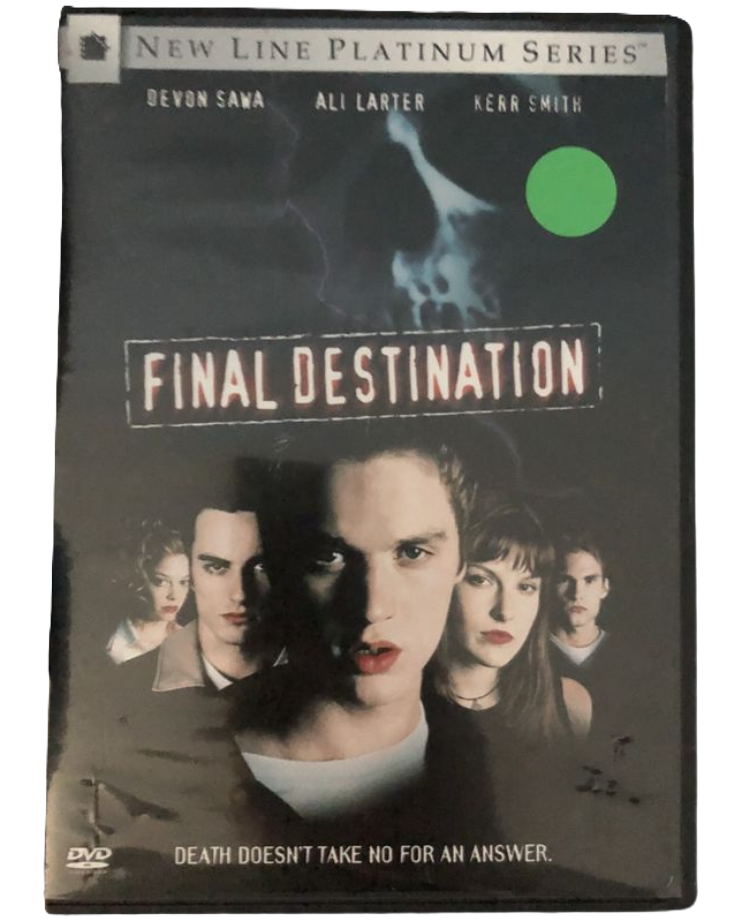 NEW LINE PLATINUM SERIES™
DEVON SAWA ALI LARTER KERR SMITH
FINAL DESTINATION
DVD
DEATH DOESN'T TAKE NO FOR AN ANSWER.